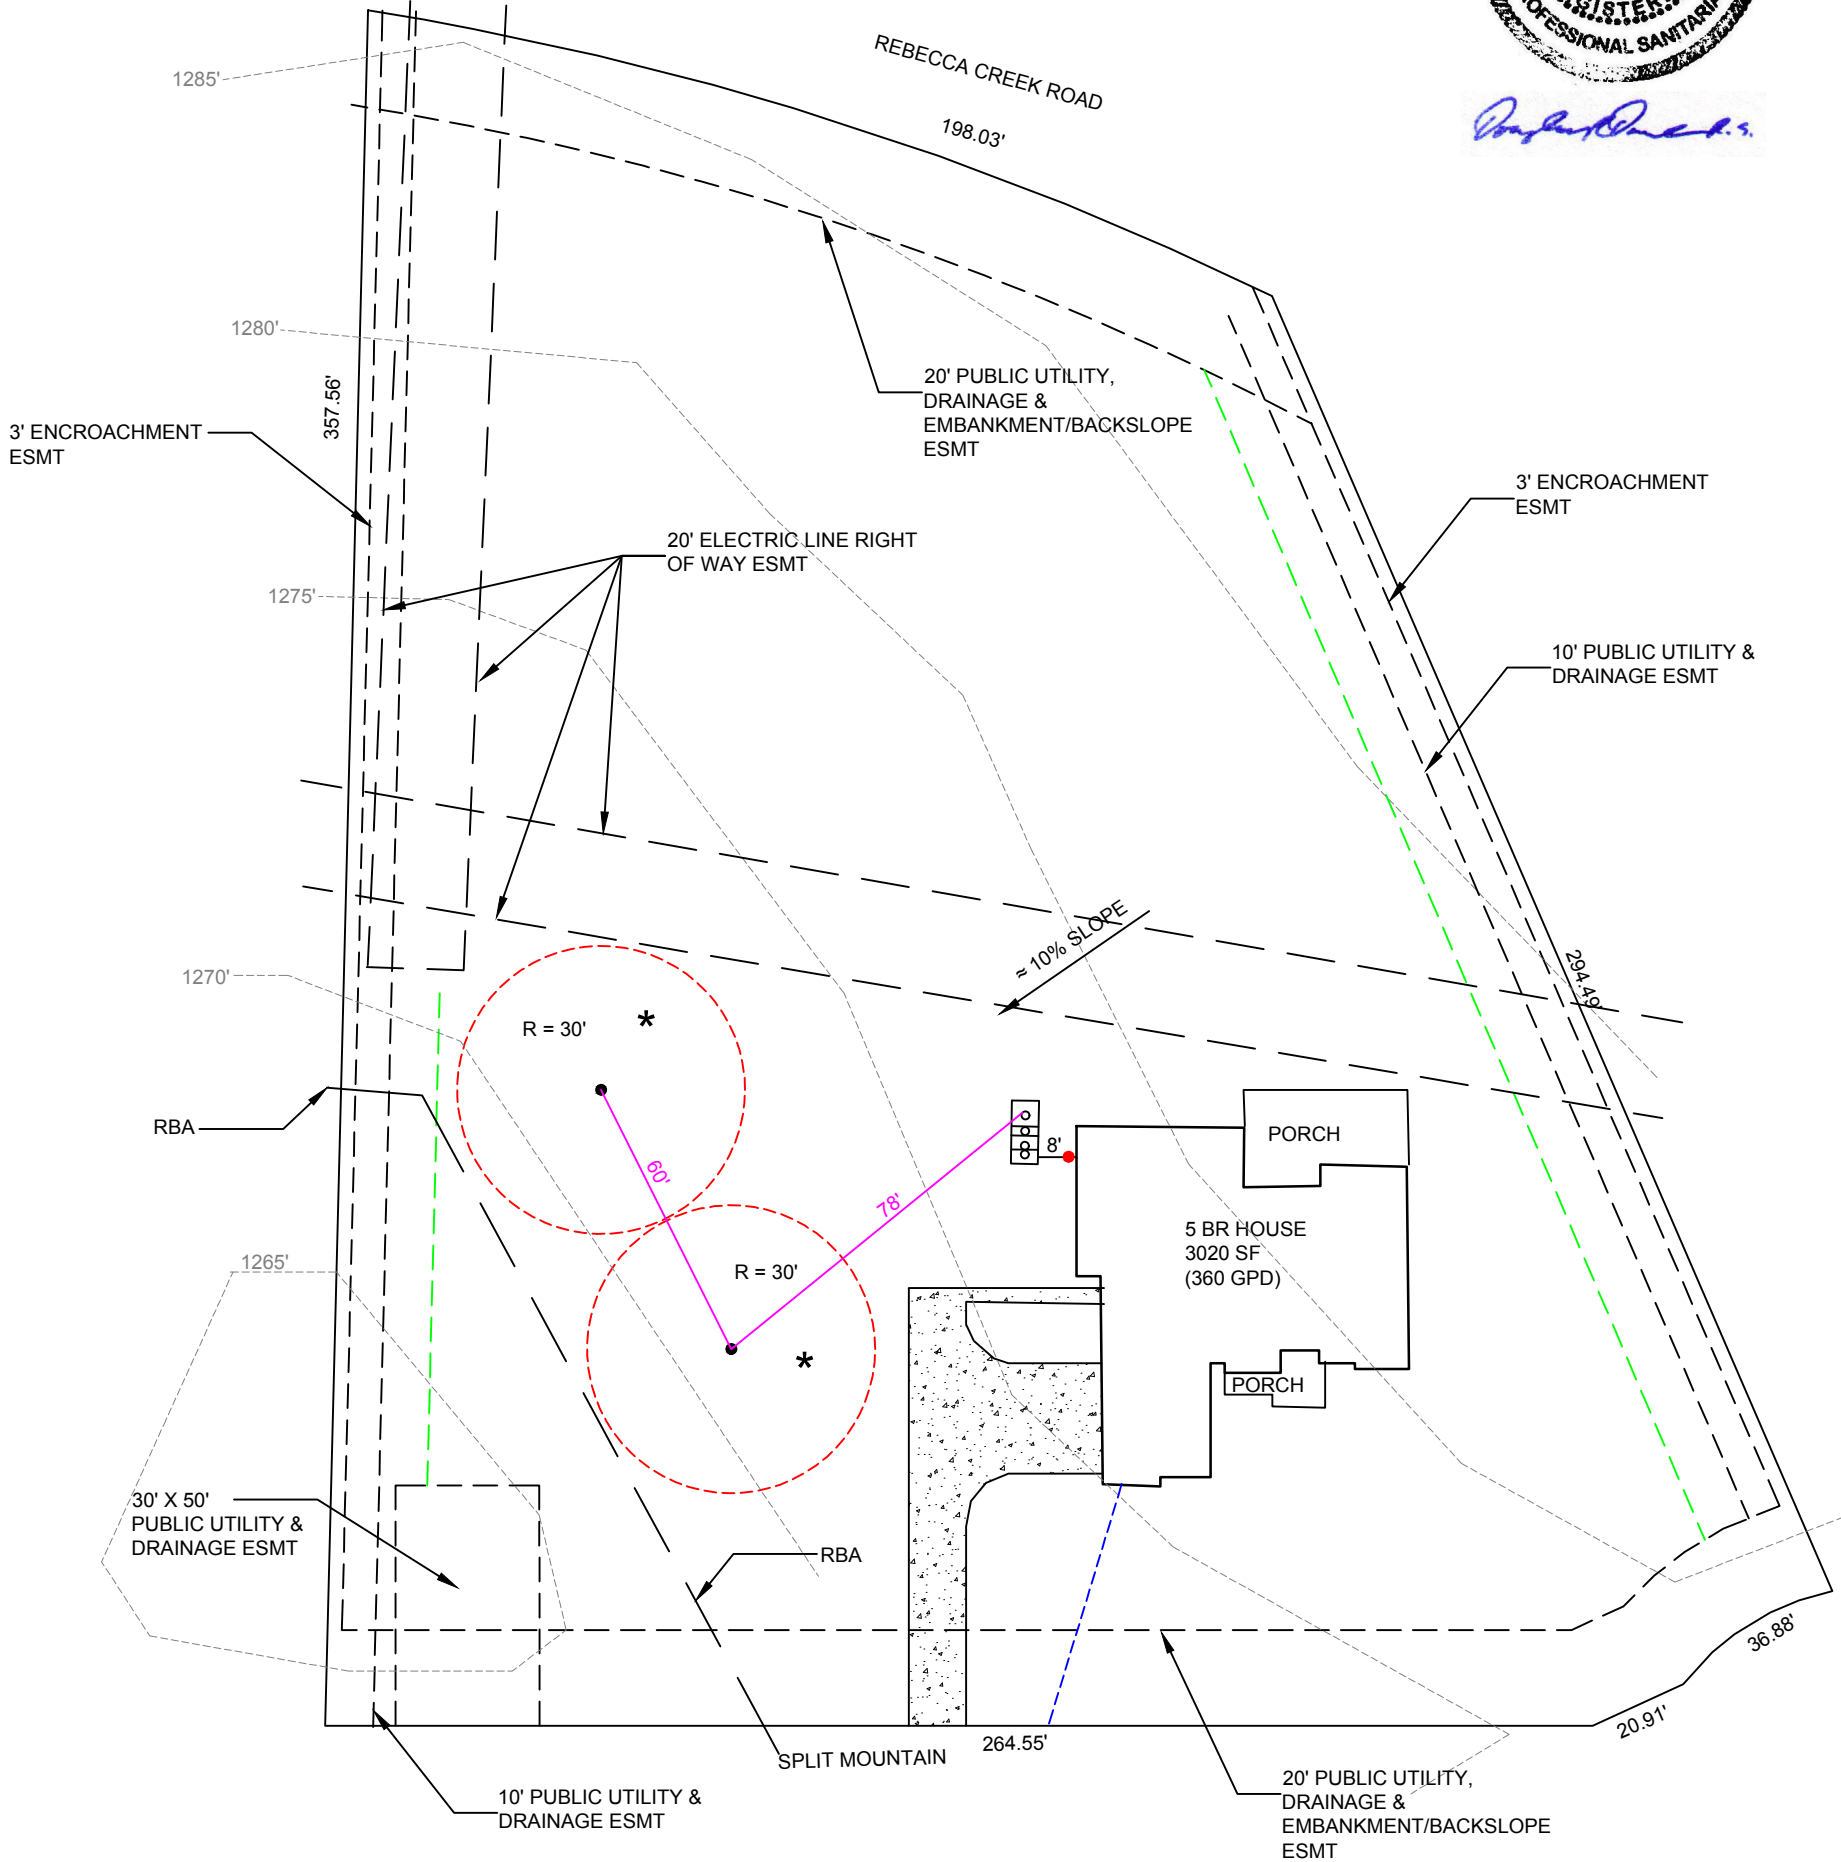 REGISTER
PROFESSIONAL SANITARIA
REBECCA CREEK ROAD
198.03'
1285'
1280'
357.56'
3' ENCROACHMENT
ESMT
20' PUBLIC UTILITY,
DRAINAGE &
EMBANKMENT/BACKSLOPE
ESMT
3' ENCROACHMENT
ESMT
20' ELECTRIC LINE RIGHT
OF WAY ESMT
1275'
10' PUBLIC UTILITY &
DRAINAGE ESMT
≈ 10% SLOPE
294.49'
1270'
R = 30'
*
RBA
8'
PORCH
60'
78'
5 BR HOUSE
3020 SF
(360 GPD)
1265'
R = 30'
*
PORCH
30' X 50'
PUBLIC UTILITY &
DRAINAGE ESMT
RBA
36.88'
20.91'
264.55'
SPLIT MOUNTAIN
10' PUBLIC UTILITY &
DRAINAGE ESMT
20' PUBLIC UTILITY,
DRAINAGE &
EMBANKMENT/BACKSLOPE
ESMT